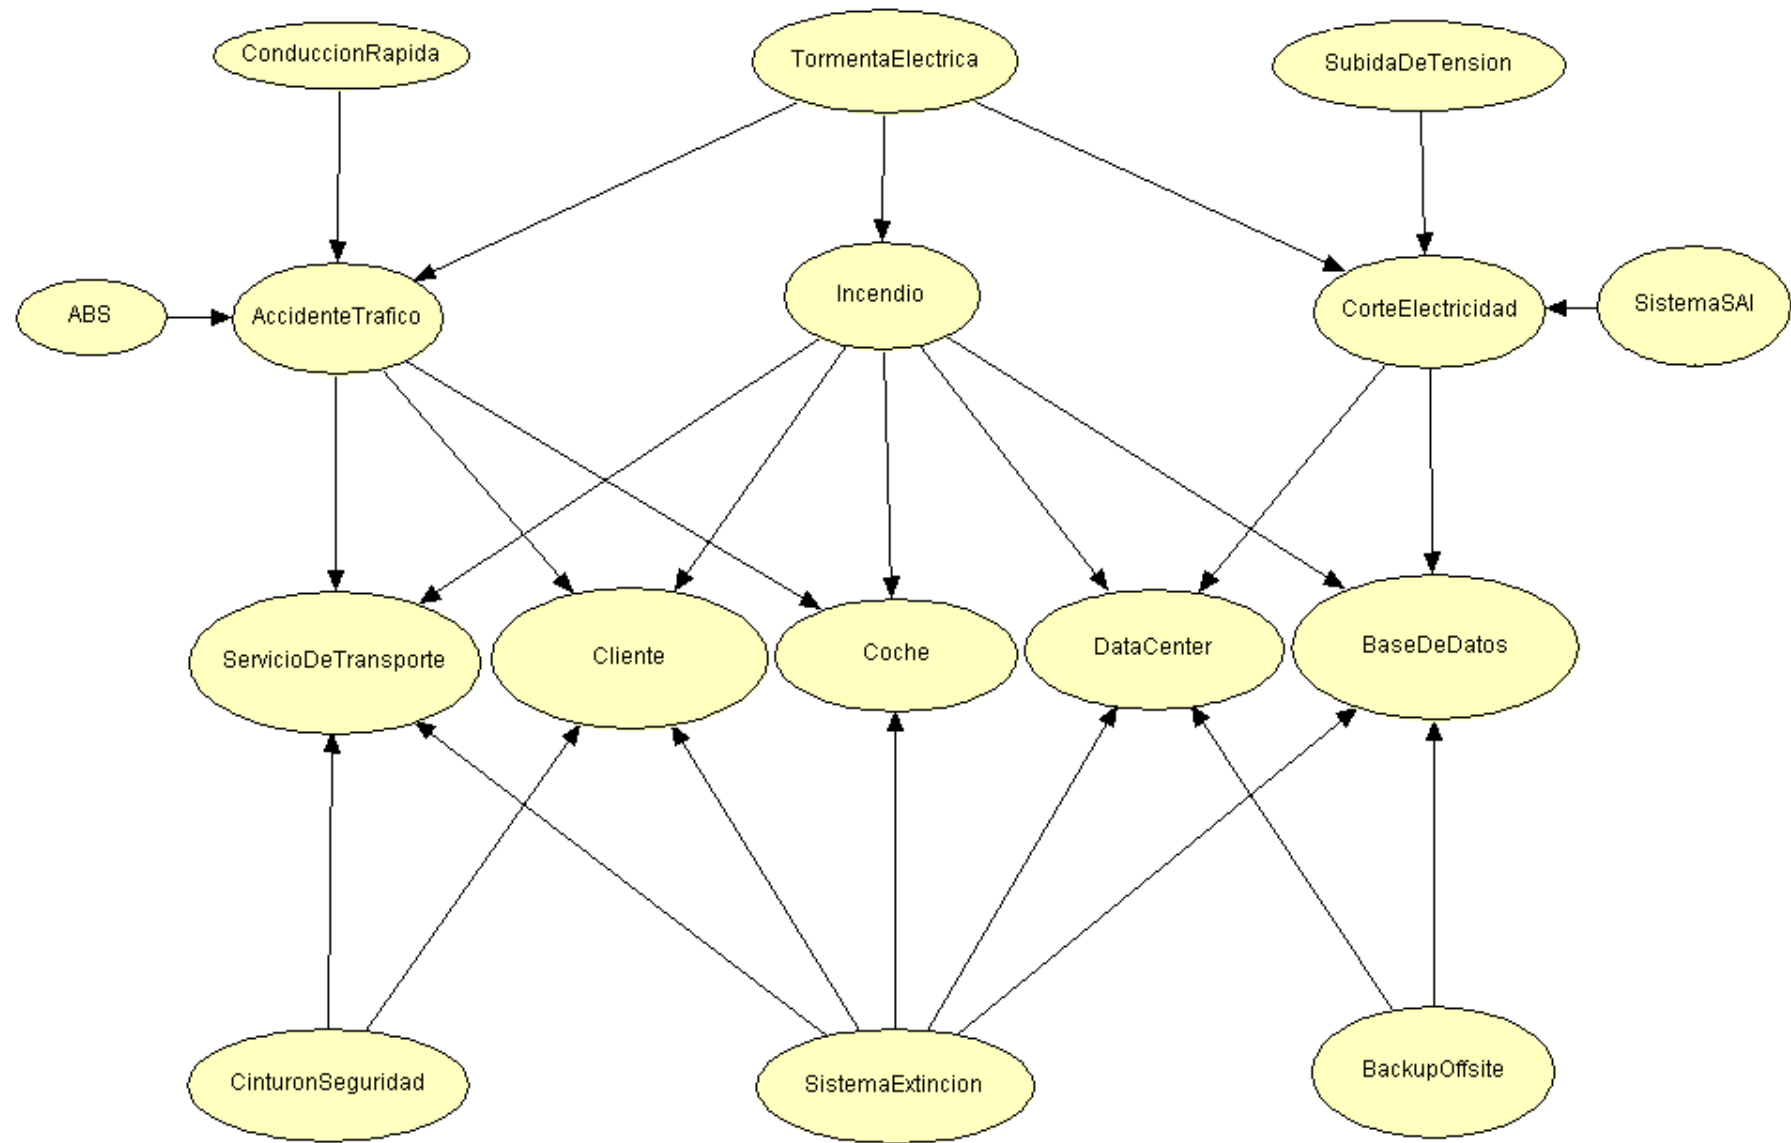 ConduccionRapida
TormentaElectrica
SubidaDeTension
ABS
AccidenteTrafico
Incendio
CorteElectricidad
SistemaSAI
ServicioDeTransporte
Cliente
Coche
DataCenter
BaseDeDatos
CinturonSeguridad
SistemaExtincion
BackupOffsite